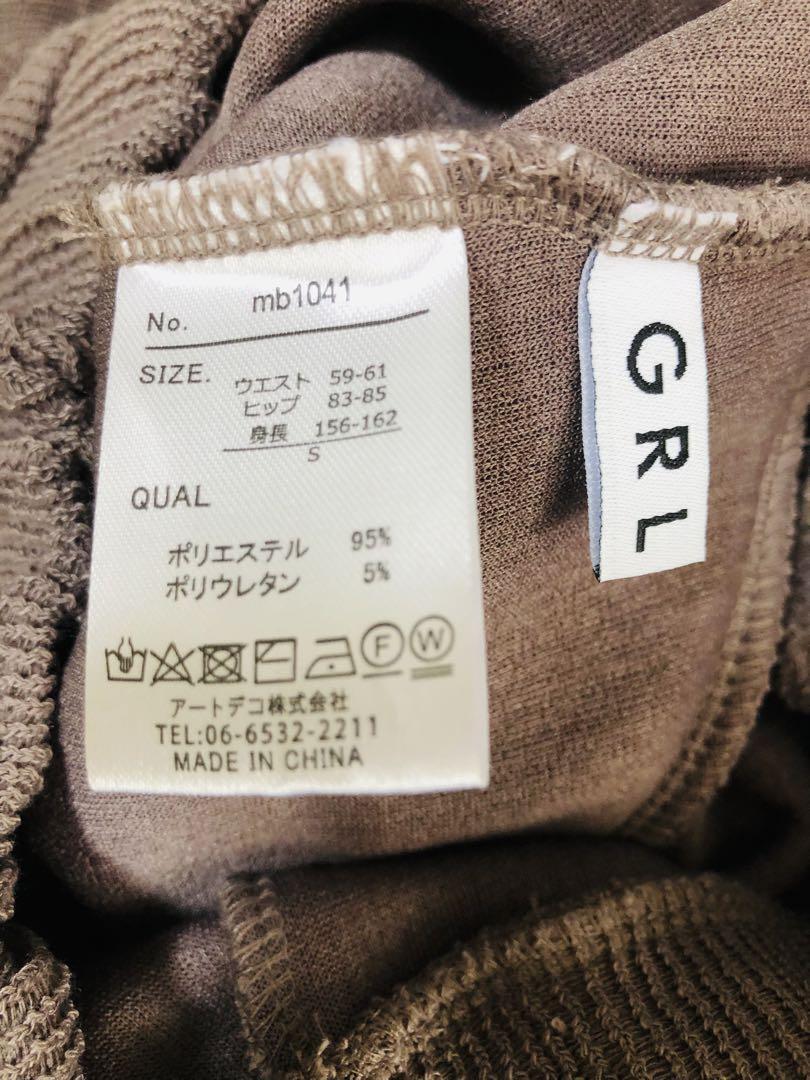 No. mb1041
SIZE. ウエスト 59-61
ヒップ 83-85
身長 156-162
S
QUAL
ポリエステル 95%
ポリウレタン 5%
F W
アートデコ株式会社
TEL:06-6532-2211
MADE IN CHINA
GRL